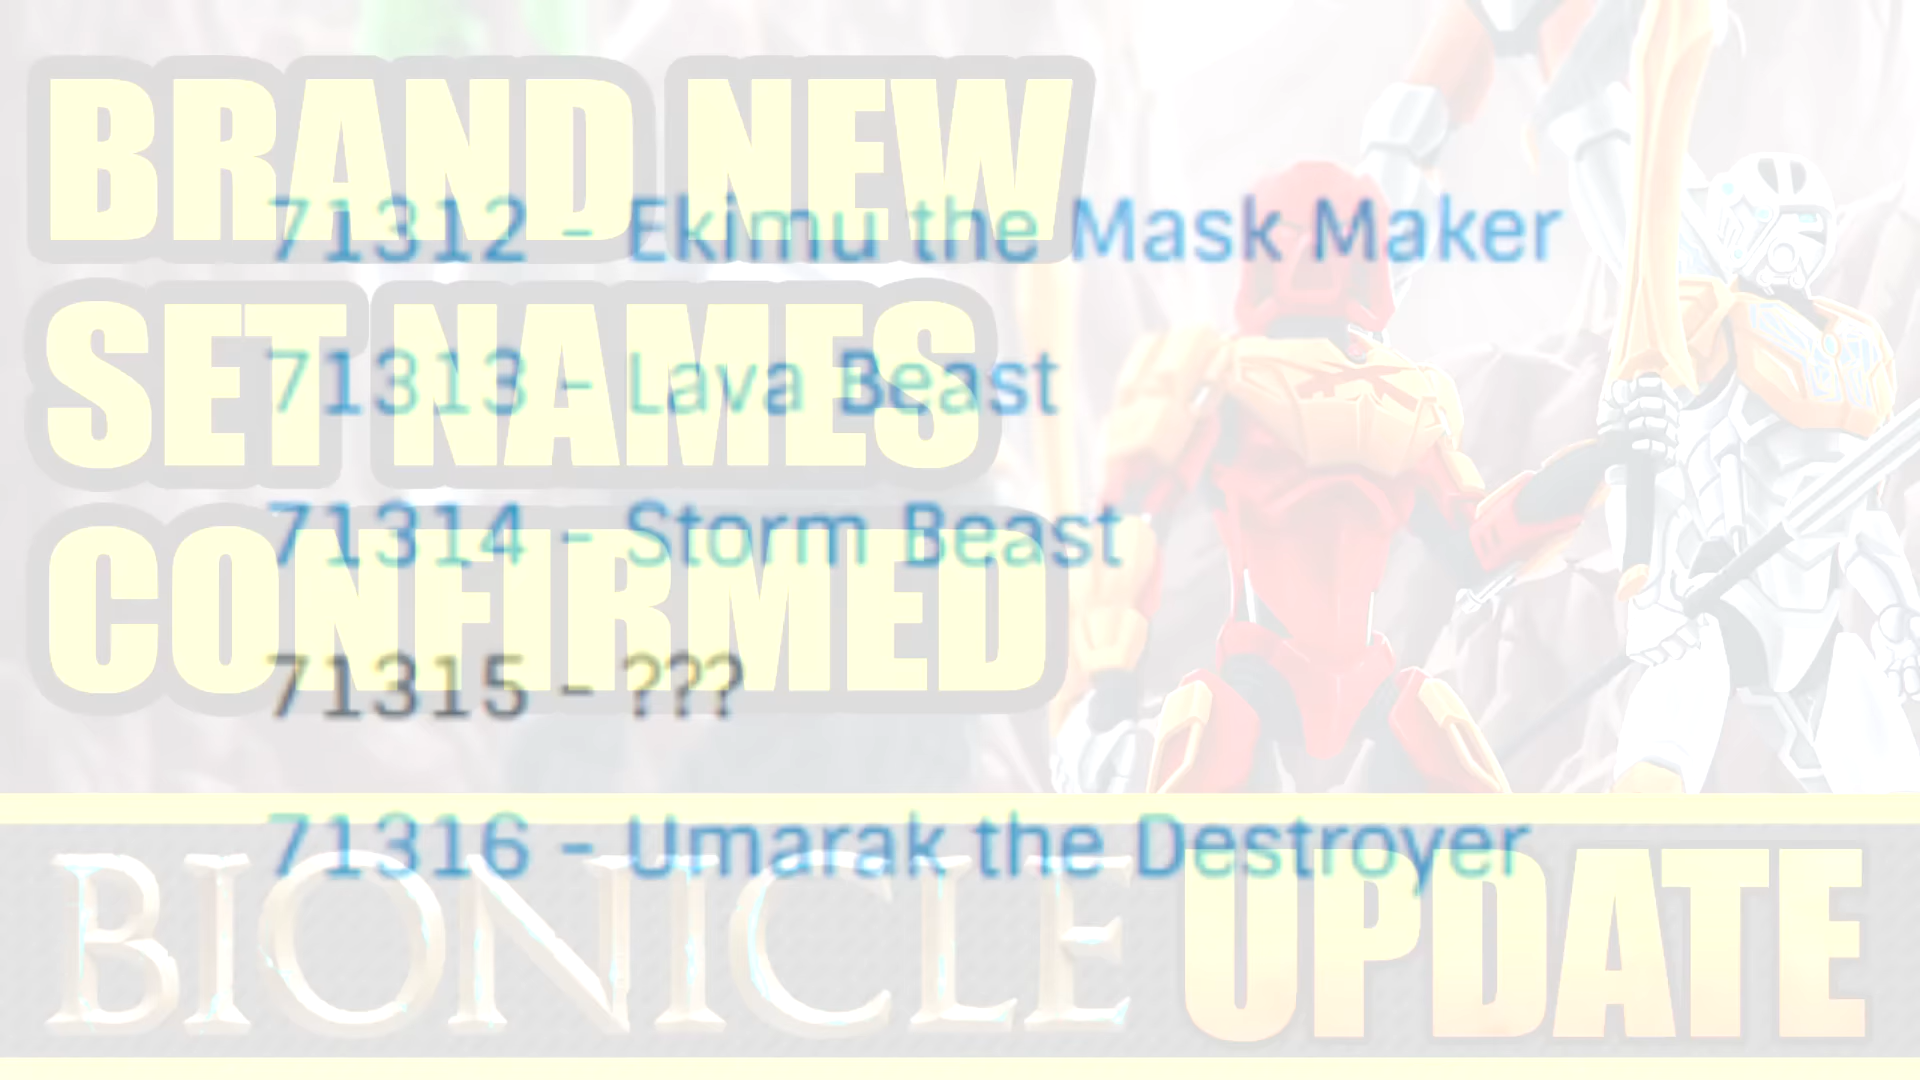 BRAND NEW
SET NAMES
CONFIRMED
71312 - Ekimu the Mask Maker
71313 - Lava Beast
71314 - Storm Beast
71315 - ???
71316 - Umarak the Destroyer
BIONICLE UPDATE